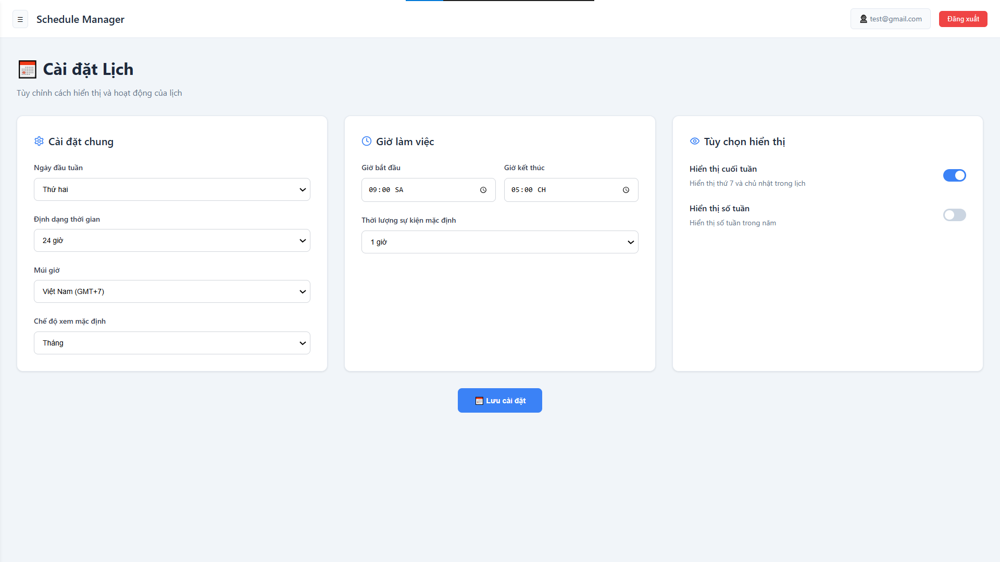 Schedule Manager
test@gmail.com
Đăng xuất
Cài đặt Lịch
Tùy chỉnh cách hiển thị và hoạt động của lịch
Cài đặt chung
Ngày đầu tuần
Thứ hai
Định dạng thời gian
24 giờ
Múi giờ
Việt Nam (GMT+7)
Chế độ xem mặc định
Tháng
Giờ làm việc
Giờ bắt đầu
Giờ kết thúc
09:00 SA
05:00 CH
Thời lượng sự kiện mặc định
1 giờ
Tùy chọn hiển thị
Hiển thị cuối tuần
Hiển thị thứ 7 và chủ nhật trong lịch
Hiển thị số tuần
Hiển thị số tuần trong năm
Lưu cài đặt